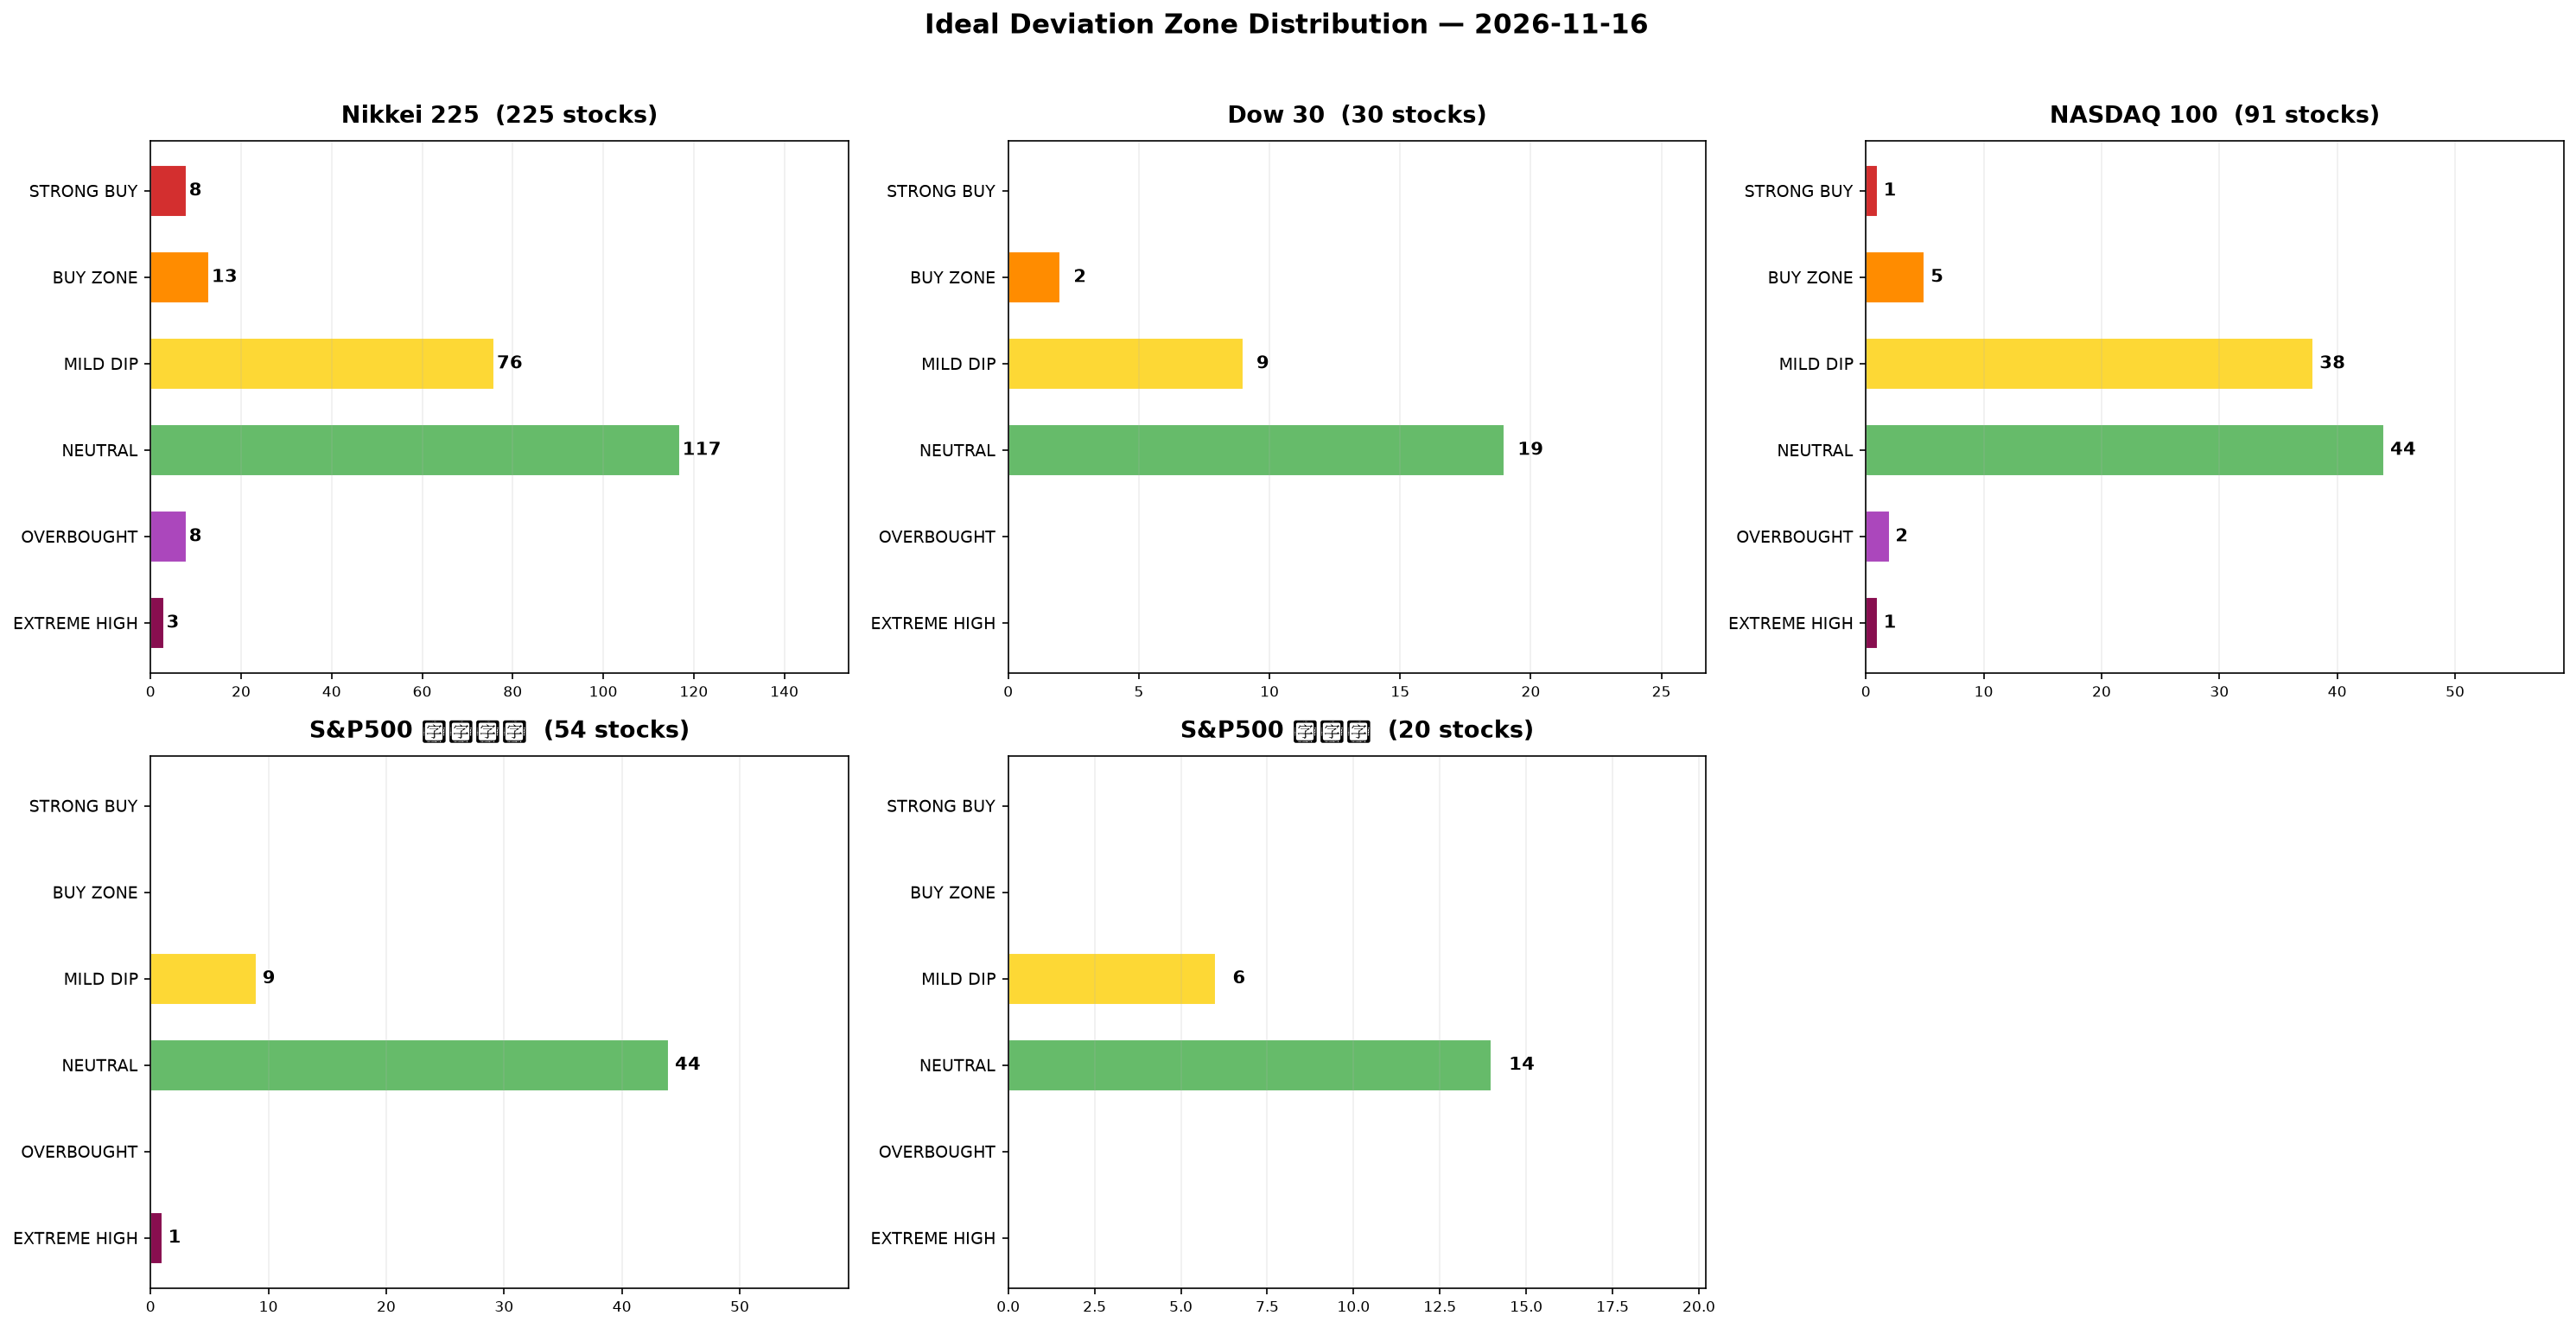 Ideal Deviation Zone Distribution — 2026-11-16
Nikkei 225 (225 stocks)
STRONG BUY 8
BUY ZONE 13
MILD DIP 76
NEUTRAL 117
OVERBOUGHT 8
EXTREME HIGH 3
0 20 40 60 80 100 120 140
Dow 30 (30 stocks)
STRONG BUY
BUY ZONE 2
MILD DIP 9
NEUTRAL 19
OVERBOUGHT
EXTREME HIGH
0 5 10 15 20 25
NASDAQ 100 (91 stocks)
STRONG BUY 1
BUY ZONE 5
MILD DIP 38
NEUTRAL 44
OVERBOUGHT 2
EXTREME HIGH 1
0 10 20 30 40 50
S&P500 (54 stocks)
STRONG BUY
BUY ZONE
MILD DIP 9
NEUTRAL 44
OVERBOUGHT
EXTREME HIGH 1
0 10 20 30 40 50
S&P500 (20 stocks)
STRONG BUY
BUY ZONE
MILD DIP 6
NEUTRAL 14
OVERBOUGHT
EXTREME HIGH
0.0 2.5 5.0 7.5 10.0 12.5 15.0 17.5 20.0